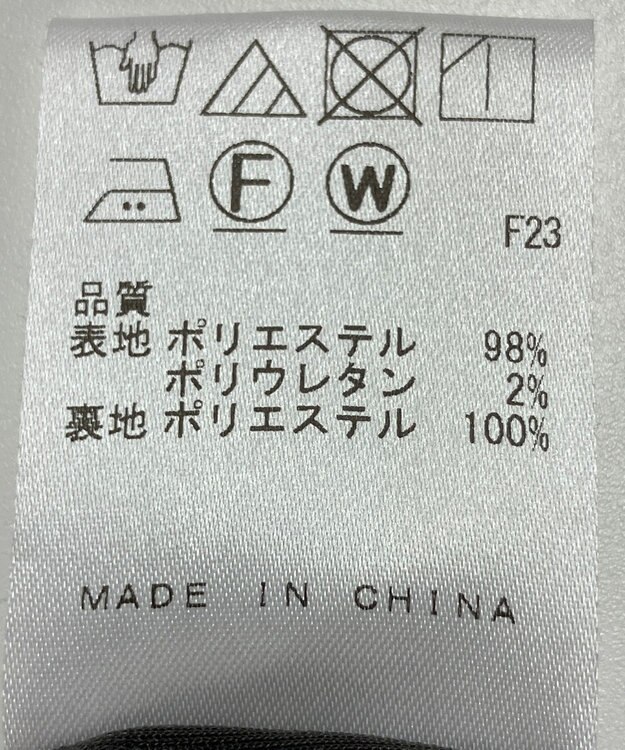 F W
F23
品質
表地 ポリエステル 98%
ポリウレタン 2%
裏地 ポリエステル 100%
MADE IN CHINA